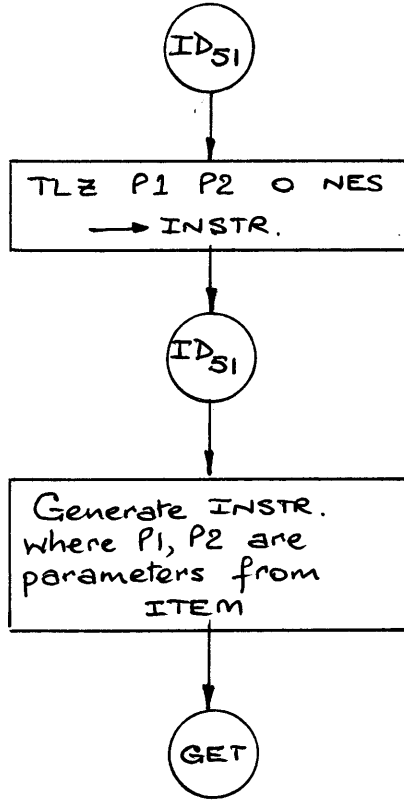 ID51
TLZ P1 P2 O NES
→ INSTR.
ID51
Generate INSTR.
where P1, P2 are
parameters from
ITEM
GET